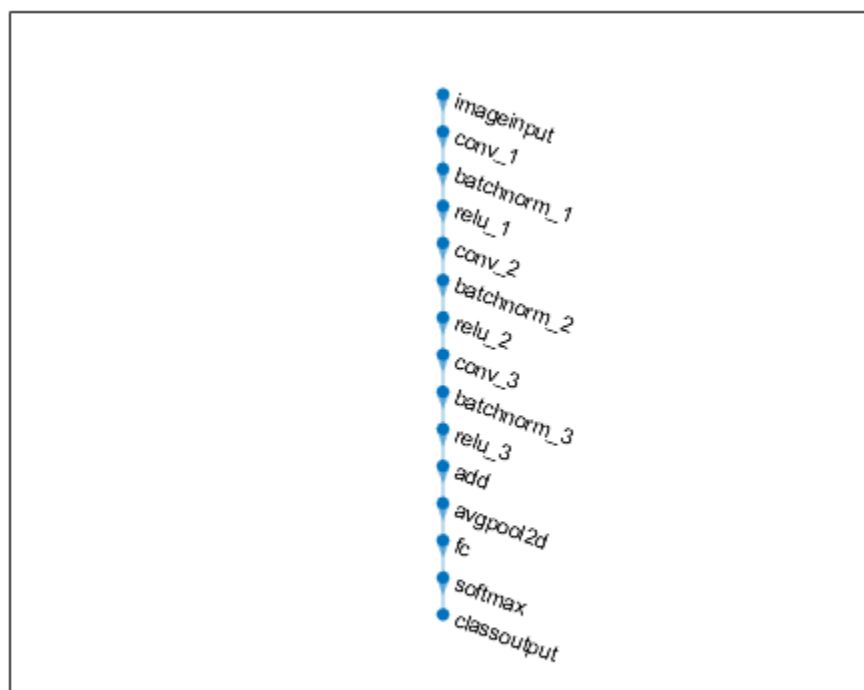 imageinput
conv_1
batchnorm_1
relu_1
conv_2
batchnorm_2
relu_2
conv_3
batchnorm_3
relu_3
add
avgpool2d
fc
softmax
classoutput